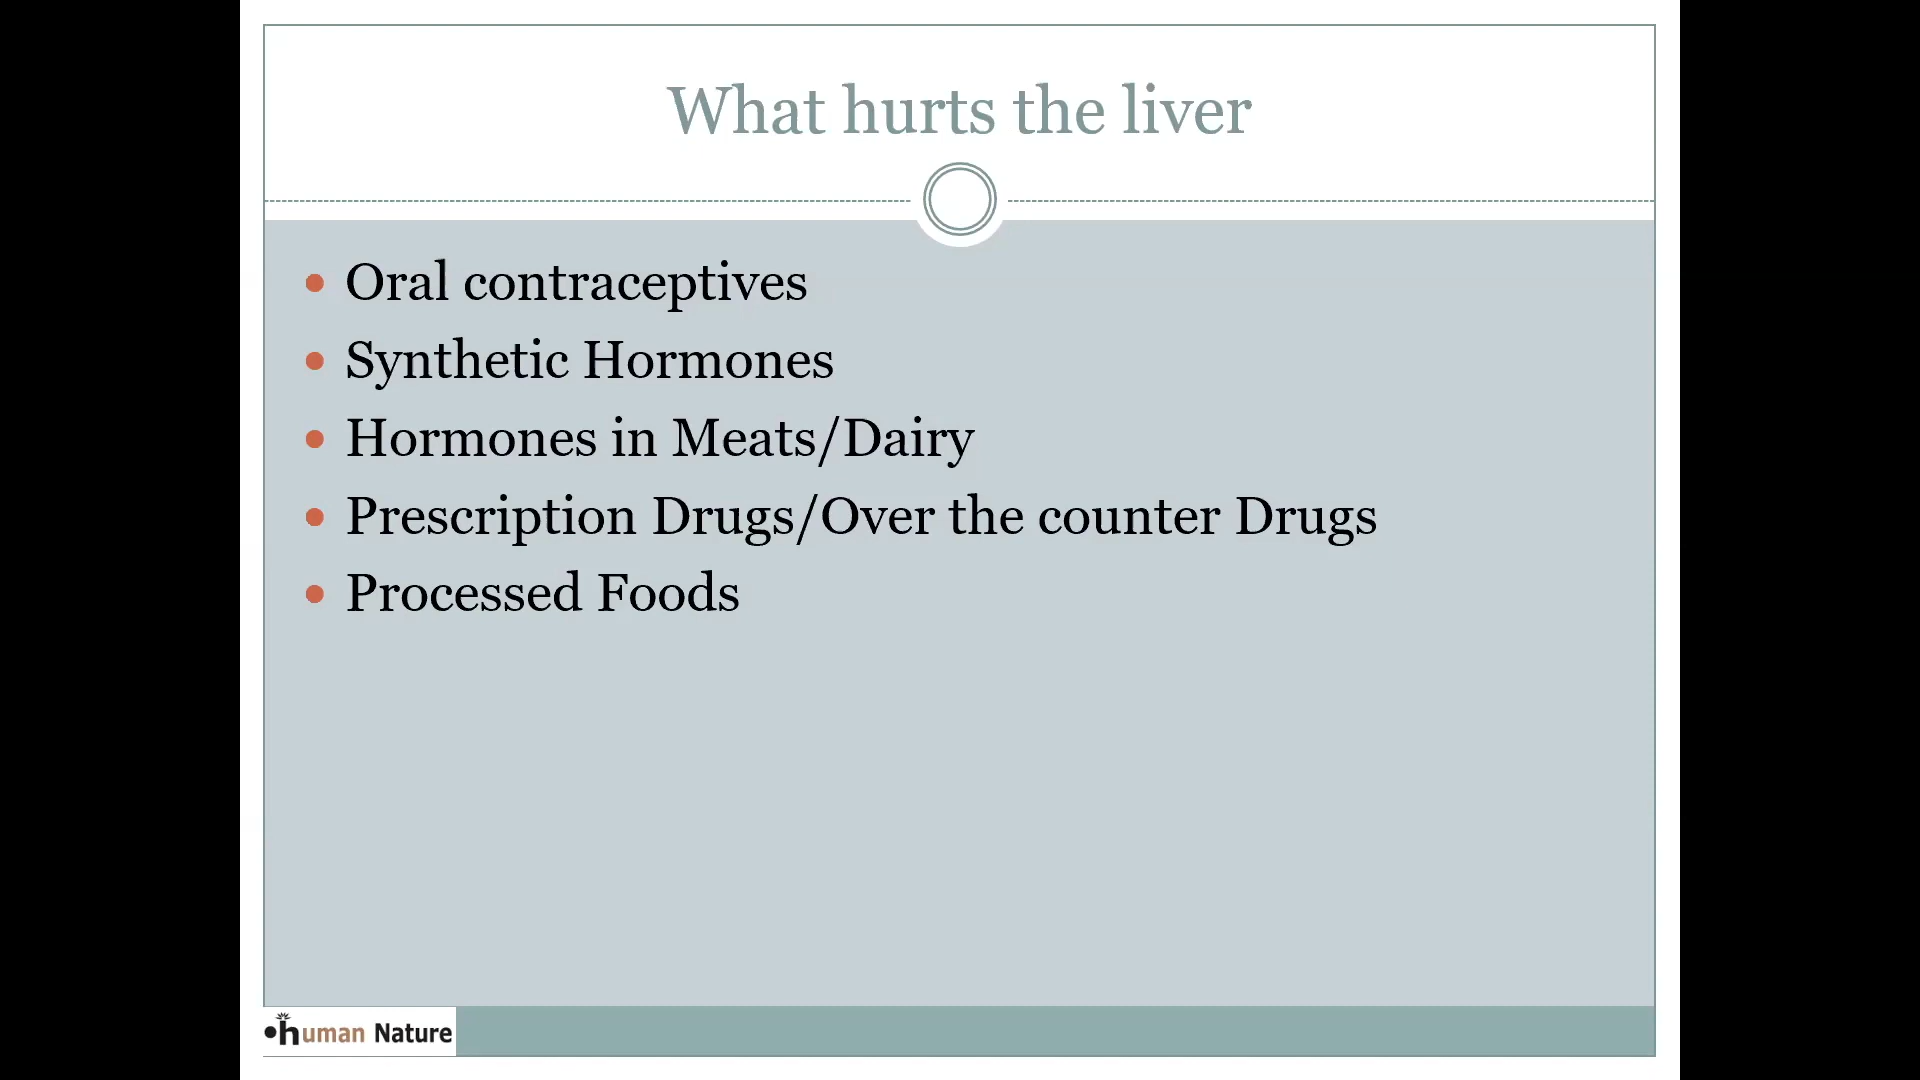 What hurts the liver
Oral contraceptives
Synthetic Hormones
Hormones in Meats/Dairy
Prescription Drugs/Over the counter Drugs
Processed Foods
human Nature